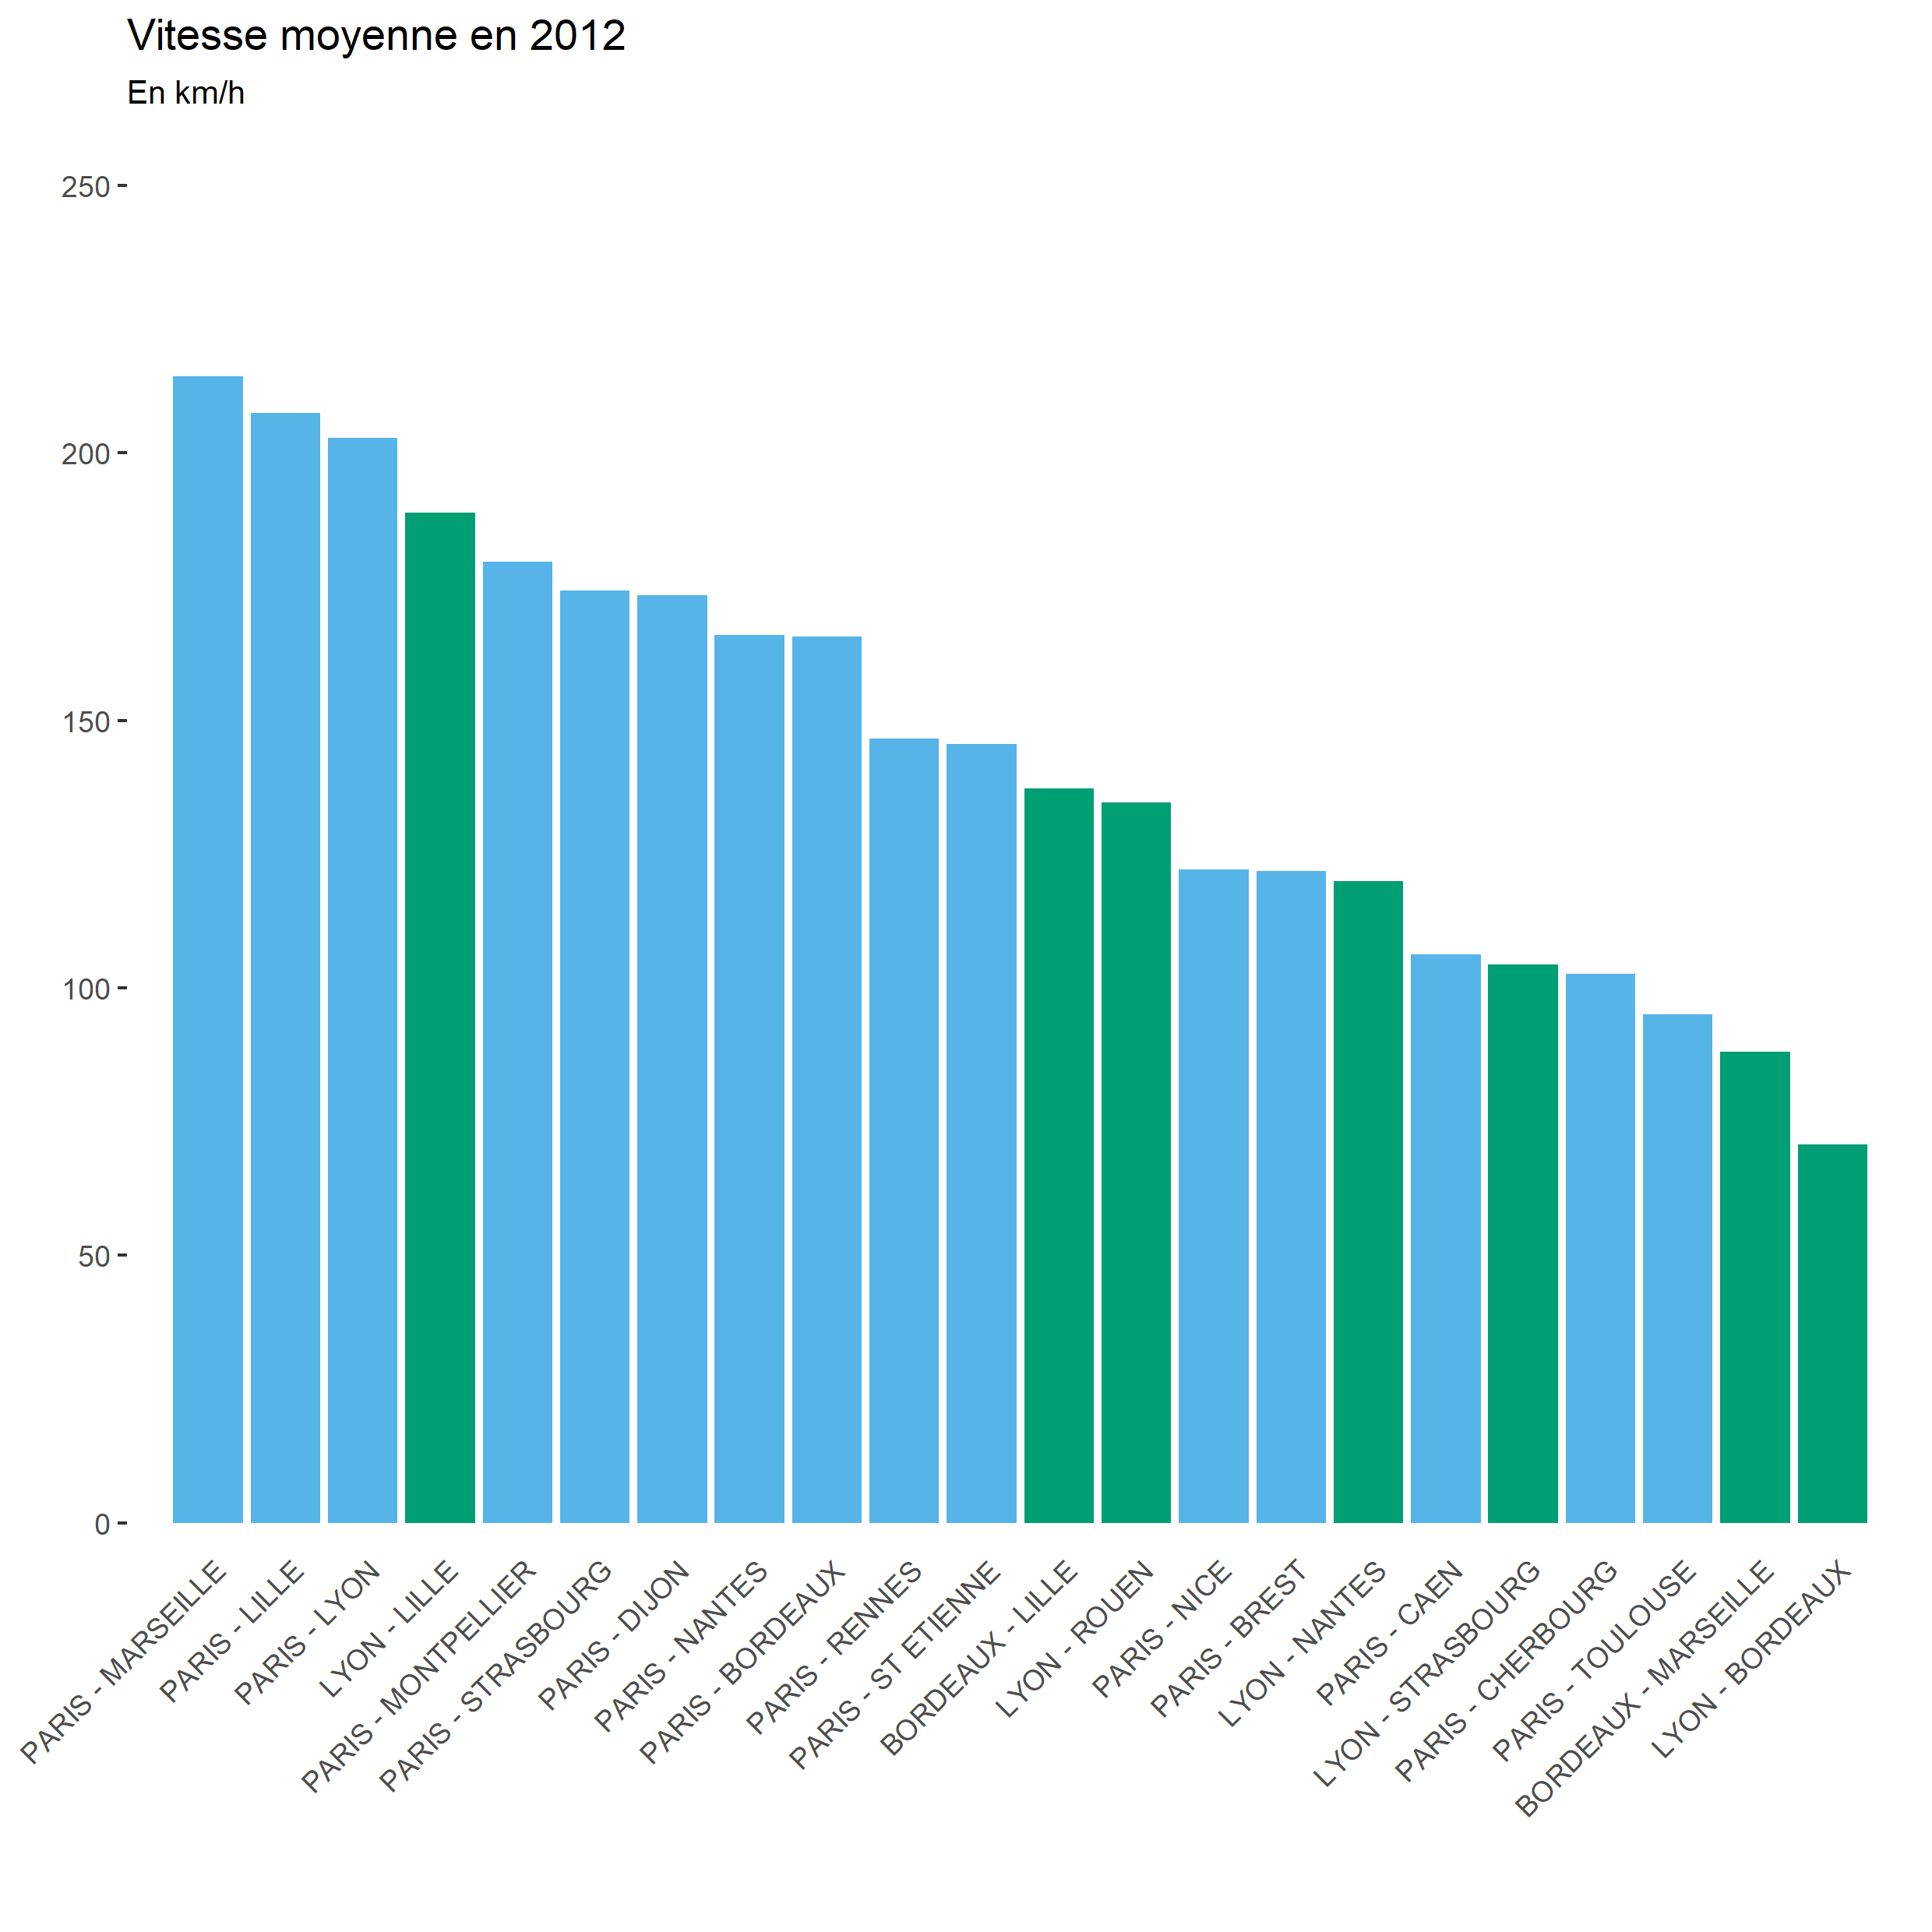 Vitesse moyenne en 2012
En km/h
250
200
150
100
50
0
PARIS - MARSEILLE
PARIS - LILLE
PARIS - LYON
LYON - LILLE
PARIS - MONTPELLIER
PARIS - STRASBOURG
PARIS - DIJON
PARIS - NANTES
PARIS - BORDEAUX
PARIS - RENNES
PARIS - ST ETIENNE
BORDEAUX - LILLE
LYON - ROUEN
PARIS - NICE
PARIS - BREST
LYON - NANTES
PARIS - CAEN
LYON - STRASBOURG
PARIS - CHERBOURG
PARIS - TOULOUSE
BORDEAUX - MARSEILLE
LYON - BORDEAUX